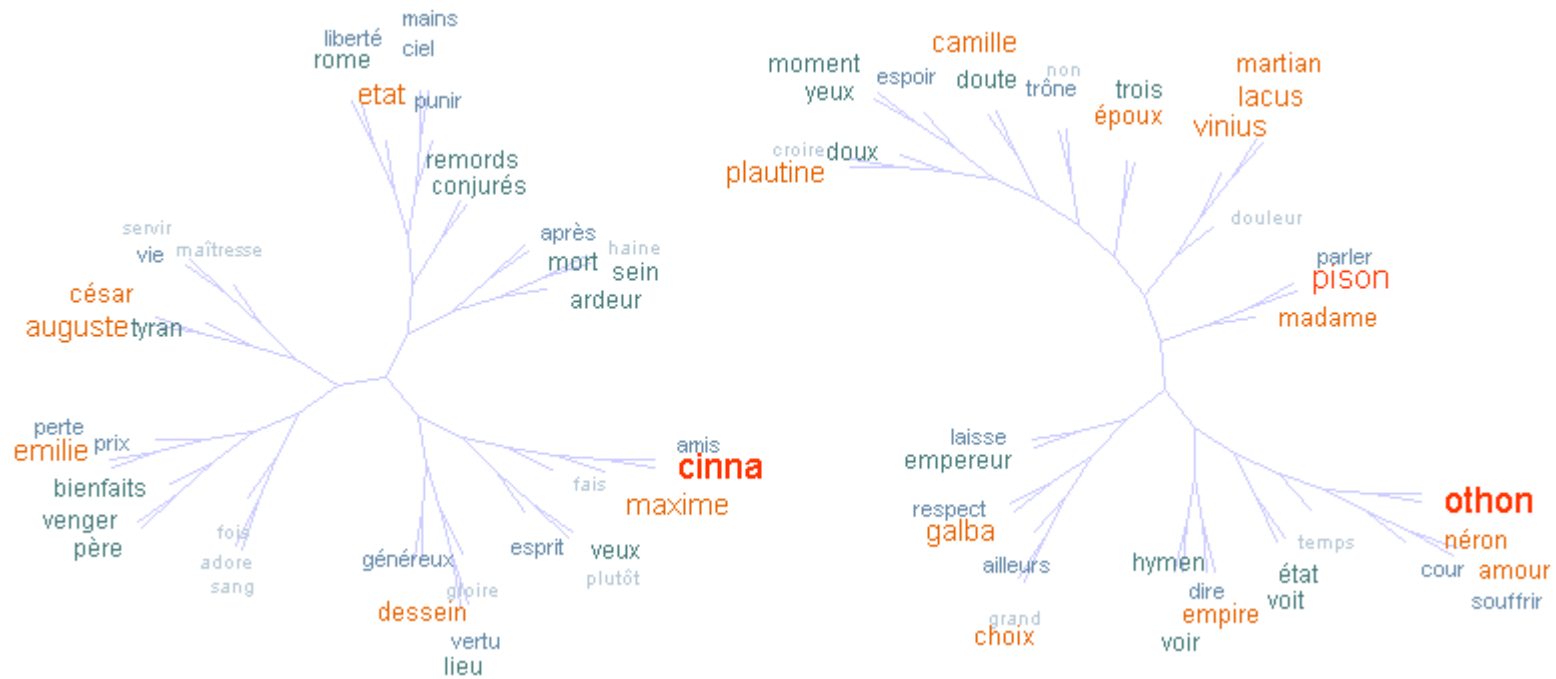 mains
liberté
ciel
rome
etat
punir
remords
conjurés
servir
vie
maîtresse
césar
auguste
tyran
après
haine
mort
sein
ardeur
perte
prix
emilie
bienfaits
venger
père
fois
adore
sang
généreux
gloire
dessein
vertu
lieu
esprit
veux
plutôt
amis
cinna
fais
maxime
camille
moment
espoir
yeux
doute
non
trône
trois
époux
martian
lacus
vinius
croire
doux
plautine
douleur
parler
pison
madame
laisse
empereur
respect
galba
ailleurs
grand
choix
hymen
dire
empire
voir
temps
état
voit
othon
néron
cour
amour
souffrir